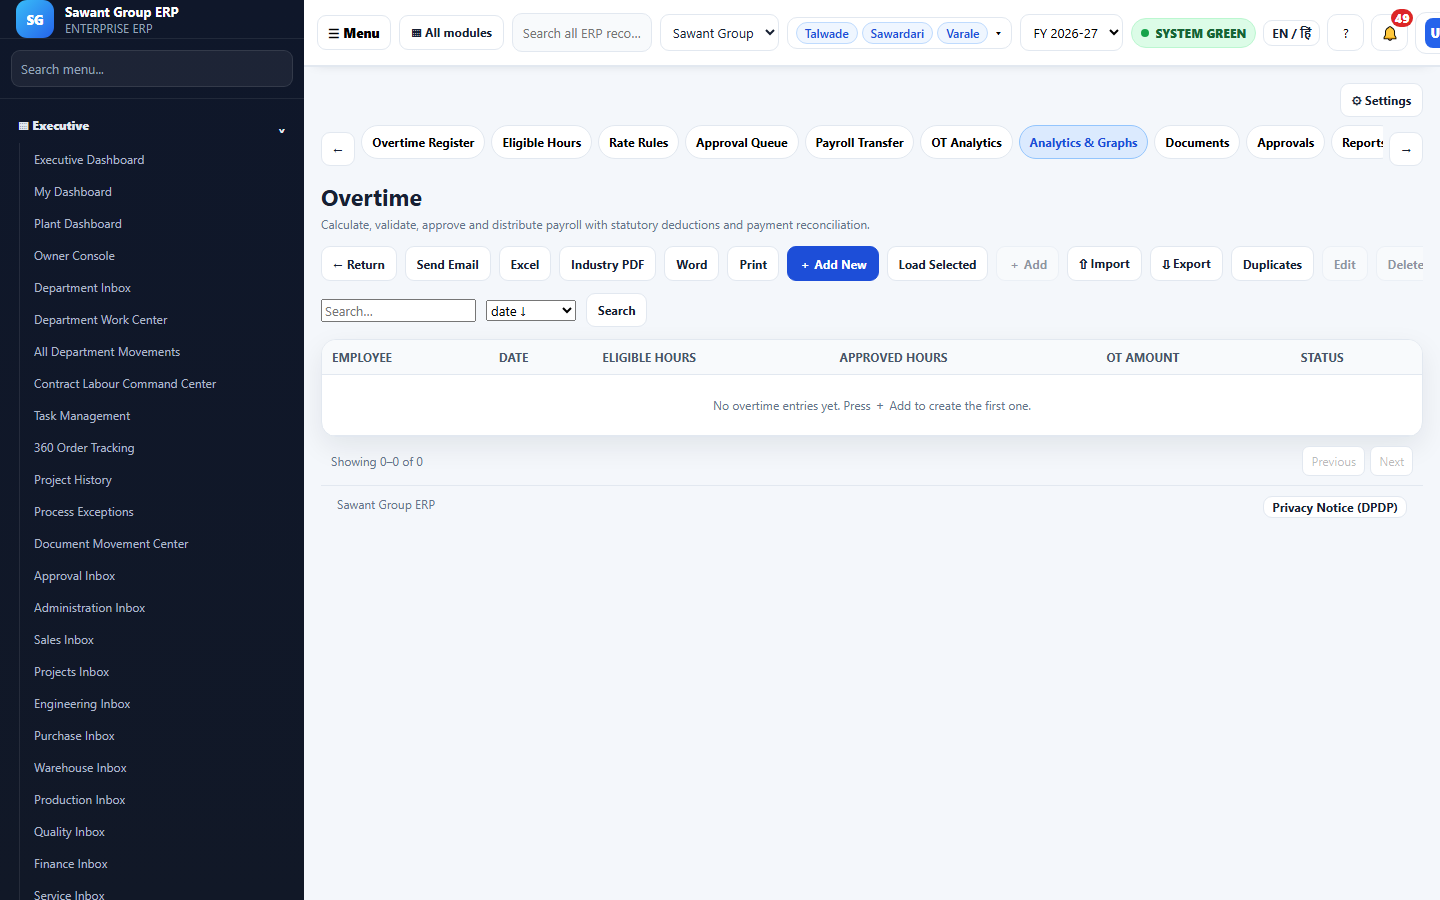 SG
Sawant Group ERP
ENTERPRISE ERP
Search menu...
Executive
Executive Dashboard
My Dashboard
Plant Dashboard
Owner Console
Department Inbox
Department Work Center
All Department Movements
Contract Labour Command Center
Task Management
360 Order Tracking
Project History
Process Exceptions
Document Movement Center
Approval Inbox
Administration Inbox
Sales Inbox
Projects Inbox
Engineering Inbox
Purchase Inbox
Warehouse Inbox
Production Inbox
Quality Inbox
Finance Inbox
Service Inbox
☰ Menu
All modules
Search all ERP reco...
Sawant Group
Talwade
Sawardari
Varale
FY 2026-27
SYSTEM GREEN
EN / हिं
?
49
U
⚙ Settings
←
Overtime Register
Eligible Hours
Rate Rules
Approval Queue
Payroll Transfer
OT Analytics
Analytics & Graphs
Documents
Approvals
Reports
→
Overtime
Calculate, validate, approve and distribute payroll with statutory deductions and payment reconciliation.
← Return
Send Email
Excel
Industry PDF
Word
Print
+ Add New
Load Selected
+ Add
⇧ Import
⇩ Export
Duplicates
Edit
Delete
Search...
date ↓
Search
EMPLOYEE DATE ELIGIBLE HOURS APPROVED HOURS OT AMOUNT STATUS
No overtime entries yet. Press + Add to create the first one.
Showing 0–0 of 0
Previous
Next
Sawant Group ERP
Privacy Notice (DPDP)